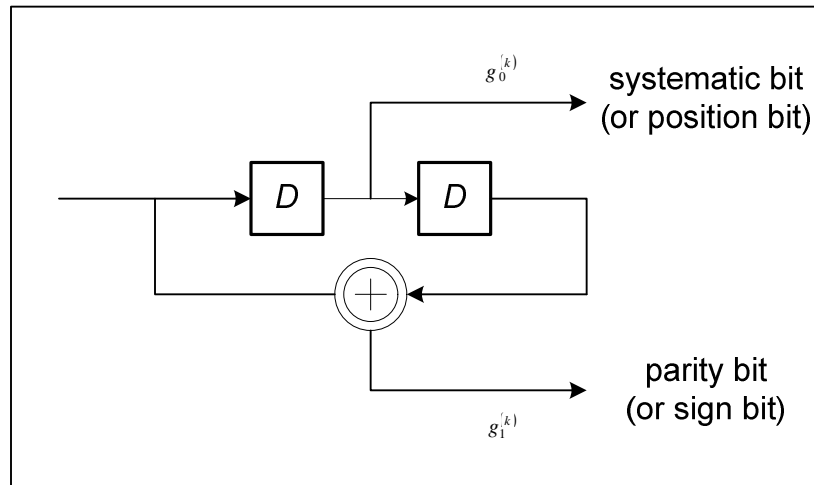 g₀⁽ᵏ⁾
systematic bit
(or position bit)
D
D
+
parity bit
(or sign bit)
g₁⁽ᵏ⁾